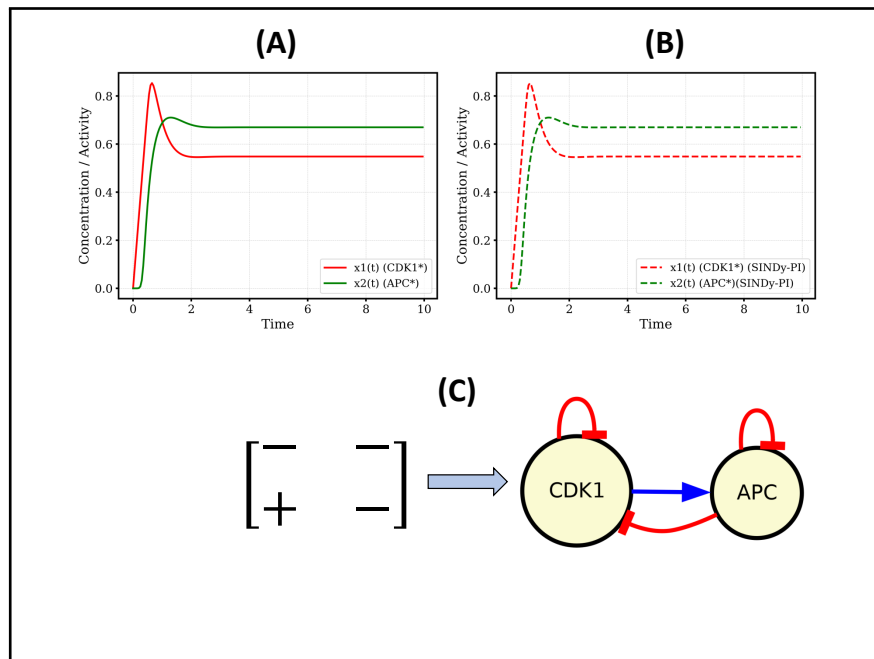 (A)
(B)
Concentration / Activity
0.8
0.6
0.4
0.2
0.0
0 2 4 6 8 10
Time
x1(t) (CDK1*)
x2(t) (APC*)
Concentration / Activity
0.8
0.6
0.4
0.2
0.0
0 2 4 6 8 10
Time
x1(t) (CDK1*) (SINDy-PI)
x2(t) (APC*)(SINDy-PI)
(C)
[− −
+ −]
CDK1
APC